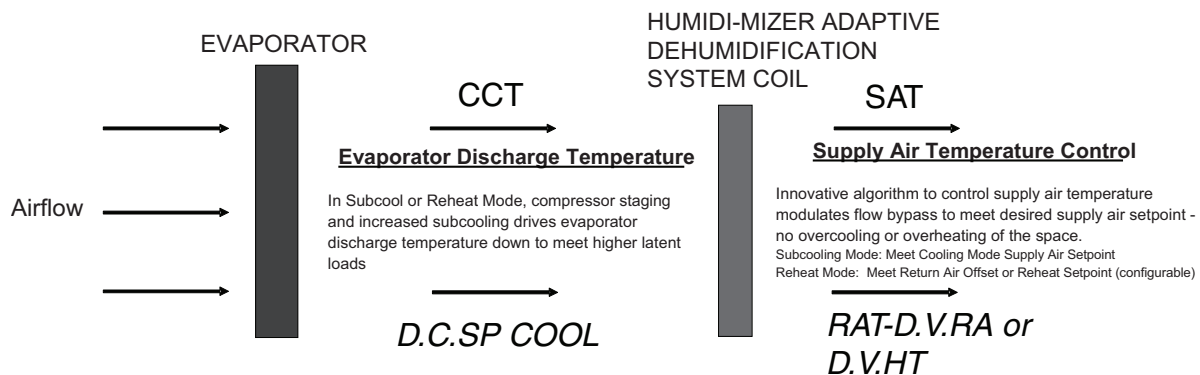 EVAPORATOR
HUMIDI-MIZER ADAPTIVE
DEHUMIDIFICATION
SYSTEM COIL
Airflow
CCT
Evaporator Discharge Temperature
In Subcool or Reheat Mode, compressor staging
and increased subcooling drives evaporator
discharge temperature down to meet higher latent
loads
D.C.SP COOL
SAT
Supply Air Temperature Control
Innovative algorithm to control supply air temperature
modulates flow bypass to meet desired supply air setpoint -
no overcooling or overheating of the space.
Subcooling Mode: Meet Cooling Mode Supply Air Setpoint
Reheat Mode: Meet Return Air Offset or Reheat Setpoint (configurable)
RAT-D.V.RA or
D.V.HT